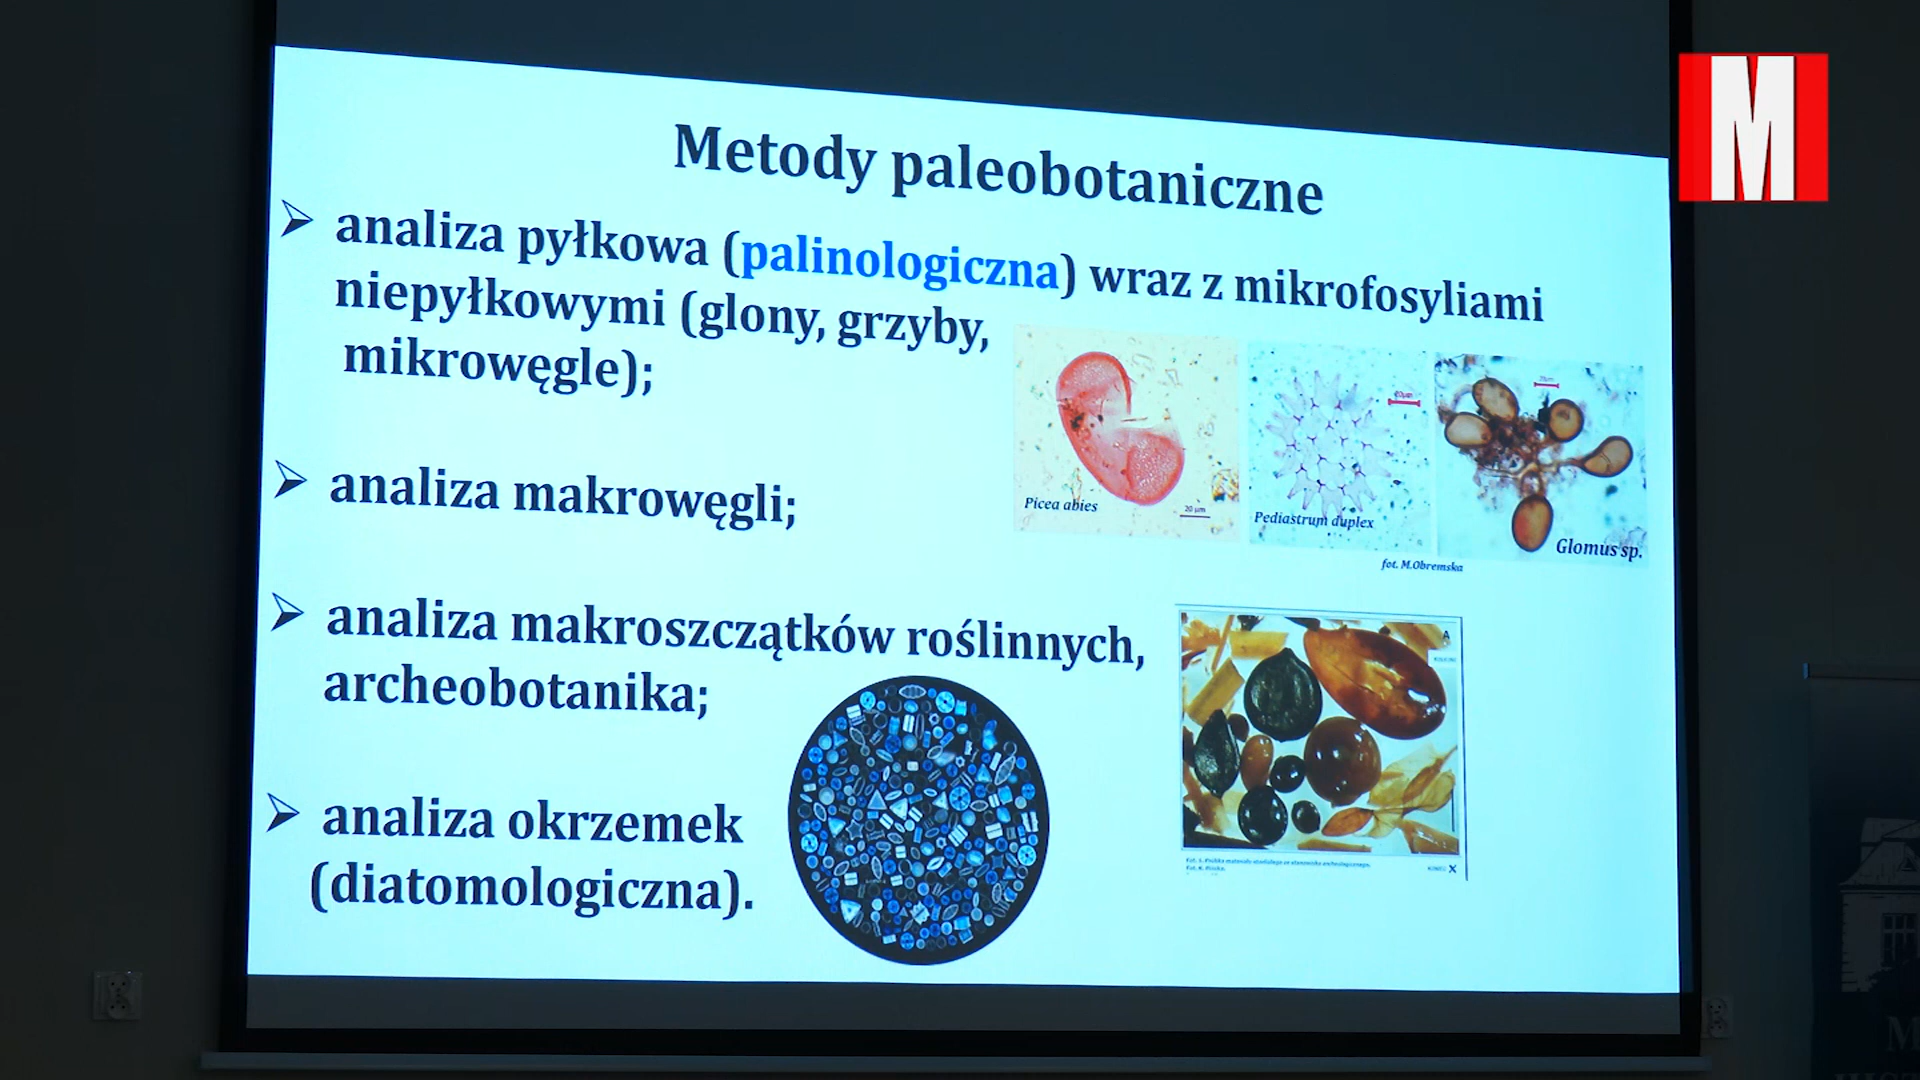 M
Metody paleobotaniczne
➢ analiza pyłkowa (palinologiczna) wraz z mikrofosyliami
niepyłkowymi (glony, grzyby,
mikrowęgle);
Picea abies
20 µm
Pediastrum duplex
Glomus sp.
fot. M.Obremska
➢ analiza makrowęgli;
➢ analiza makroszczątków roślinnych,
archeobotanika;
A
➢ analiza okrzemek
(diatomologiczna).
X
M